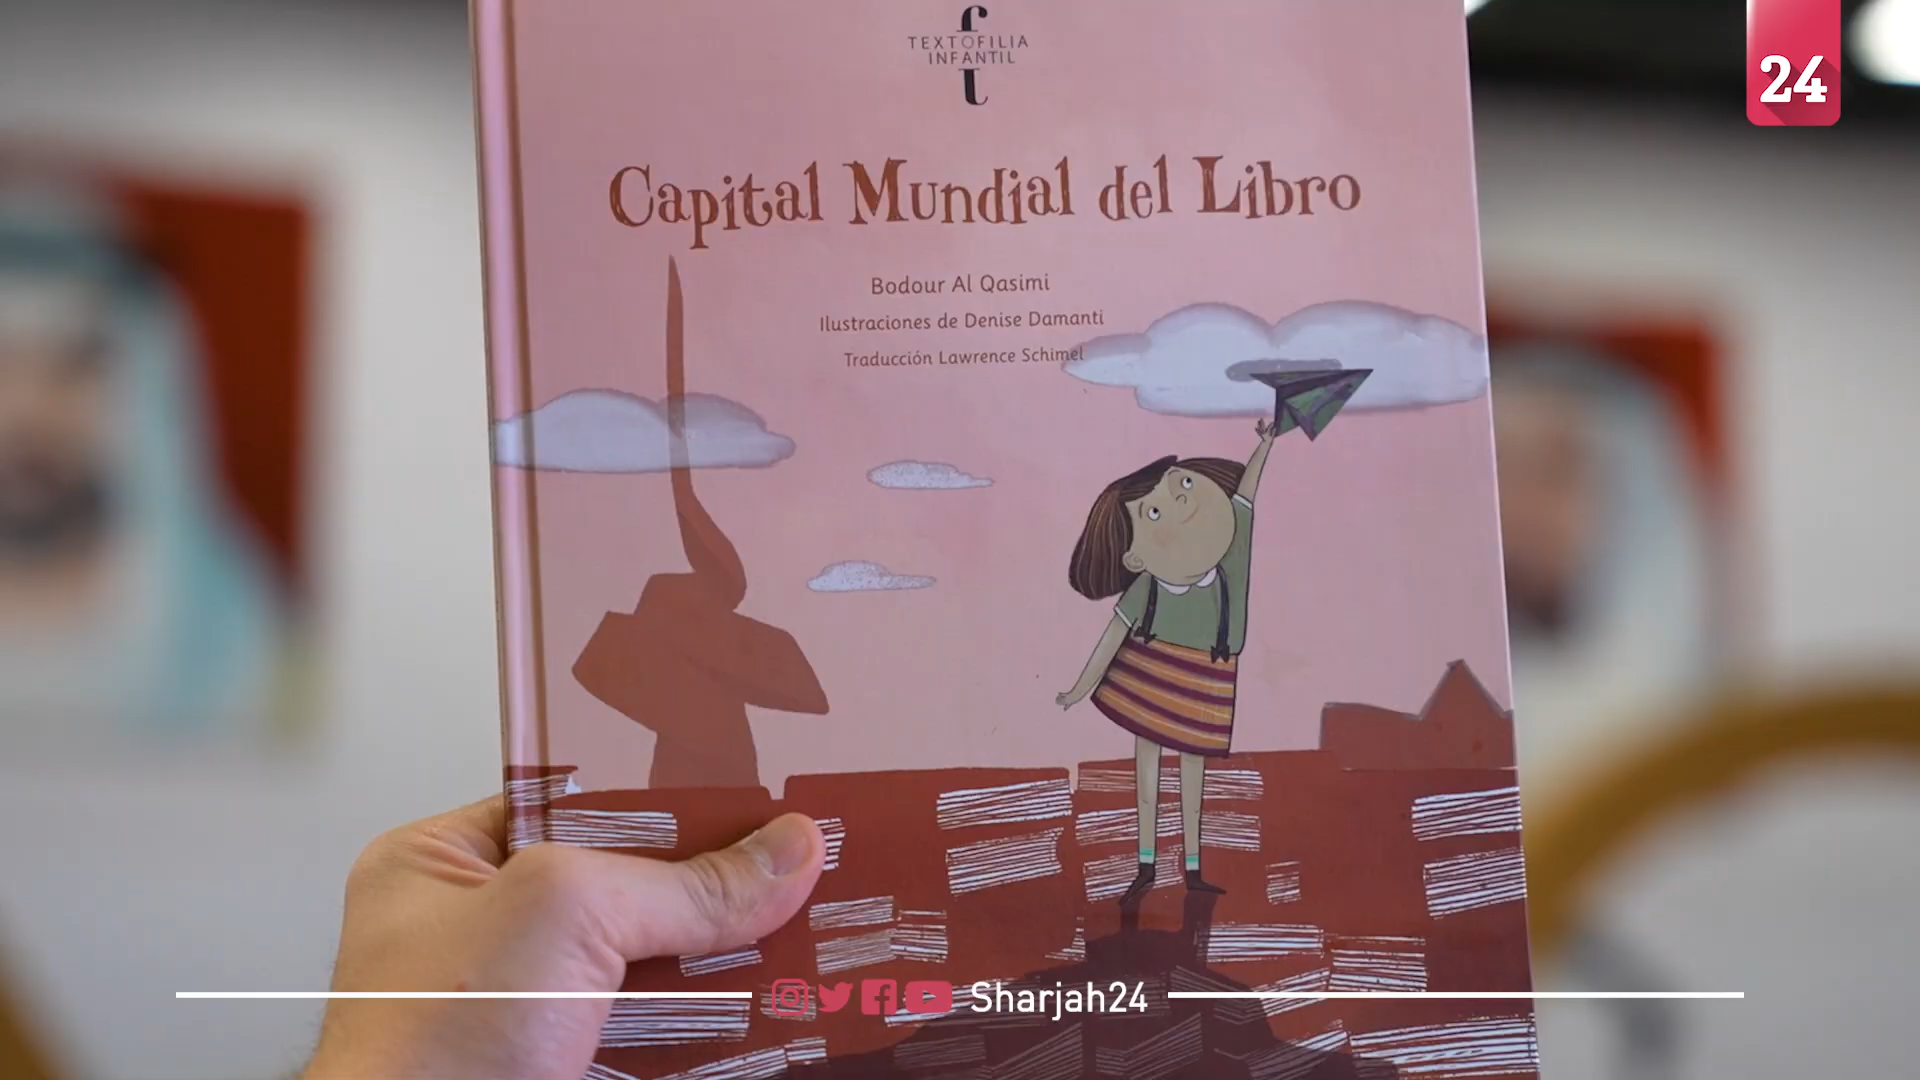 TEXTOFILIA
INFANTIL
24
Capital Mundial del Libro
Bodour Al Qasimi
Ilustraciones de Denise Damanti
Traducción Lawrence Schimel
Sharjah24